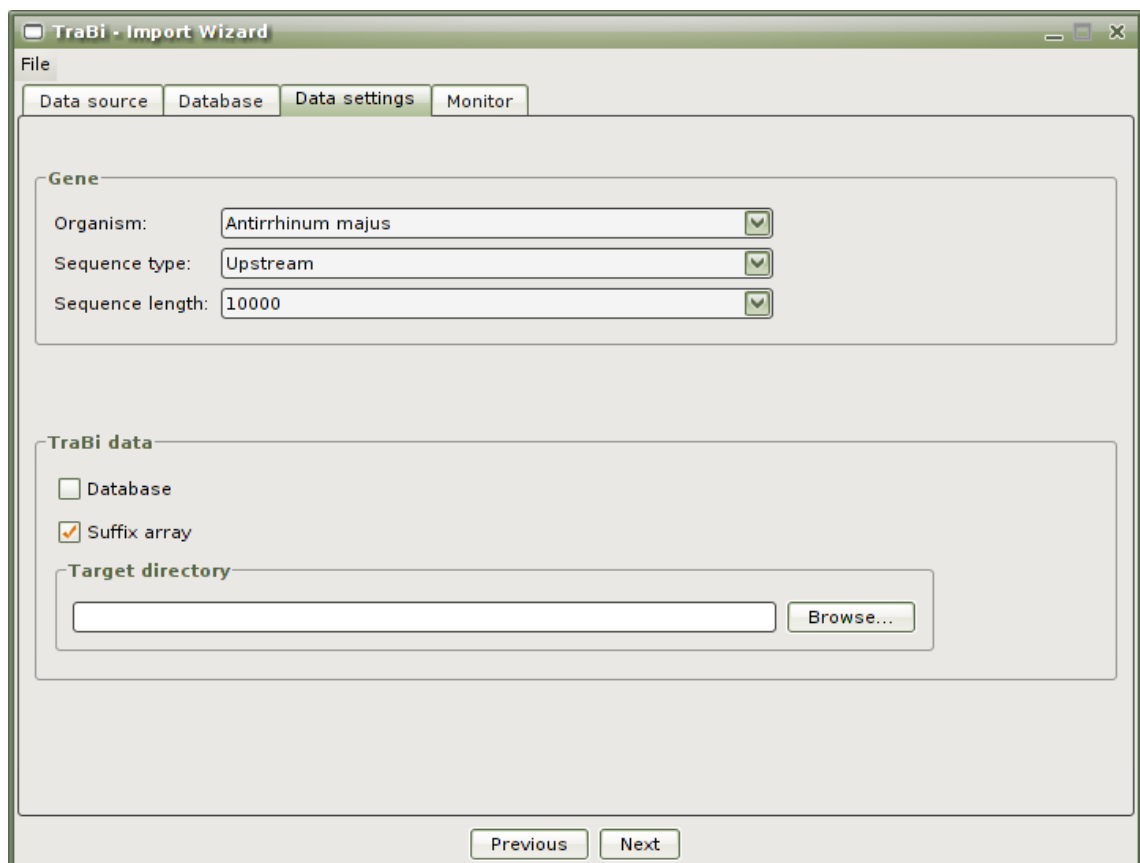 TraBi - Import Wizard
File
Data source Database Data settings Monitor
Gene
Organism: Antirrhinum majus
Sequence type: Upstream
Sequence length: 10000
TraBi data
Database
Suffix array
Target directory
Browse...
Previous Next